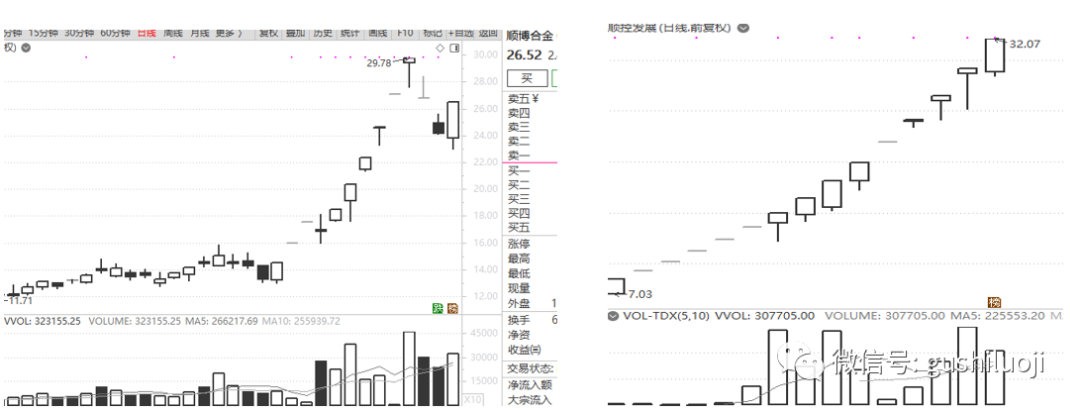 分钟 15分钟 30分钟 60分钟 日线 周线 月线 更多 〉 复权 叠加 历史 统计 画线 F10 标记 +自选 返回
权)
29.78
11.71
30.00
28.00
26.00
24.00
22.00
20.00
18.00
16.00
14.00
12.00
VVOL: 323155.25 VOLUME: 323155.25 MA5: 266217.69 MA10: 255939.72
45000
30000
15000
X10
顺博合金
26.52 2.
买
卖五 ¥
卖四
卖三
卖二
卖一
买一
买二
买三
买四
买五
涨停
最高
最低
现量
外盘 1
换手 6
净资
收益㈣
交易状态:
净流入额
大宗流入
顺控发展 (日线.前复权)
32.07
7.03
榜
VOL-TDX(5,10) VVOL: 307705.00 VOLUME: 307705.00 MA5: 225553.20 M
微信号: gushiluoji